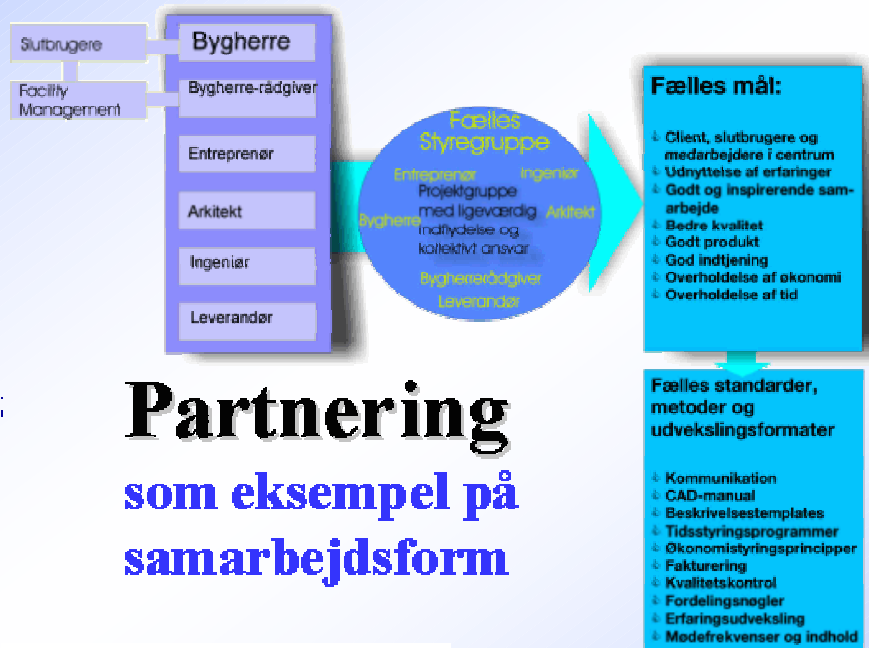 Slutbrugere
Facility
Management
Bygherre
Bygherre-rådgiver
Entreprenør
Arkitekt
Ingeniør
Leverandør
Fælles
Styregruppe
Entreprenør
Ingeniør
Projektgruppe
Bygherre
med ligeværdig
Arkitekt
indflydelse og
kollektivt ansvar
Bygherrerådgiver
Leverandør
Fælles mål:
Client, slutbrugere og
medarbejdere i centrum
Udnyttelse af erfaringer
Godt og inspirerende sam-
arbejde
Bedre kvalitet
Godt produkt
God indtjening
Overholdelse af økonomi
Overholdelse af tid
Fælles standarder,
metoder og
udvekslingsformater
Kommunikation
CAD-manual
Beskrivelsestemplates
Tidsstyringsprogrammer
Økonomistyringsprincipper
Fakturering
Kvalitetskontrol
Fordelingsnøgler
Erfaringsudveksling
Mødefrekvenser og indhold
Partnering
som eksempel på
samarbejdsform